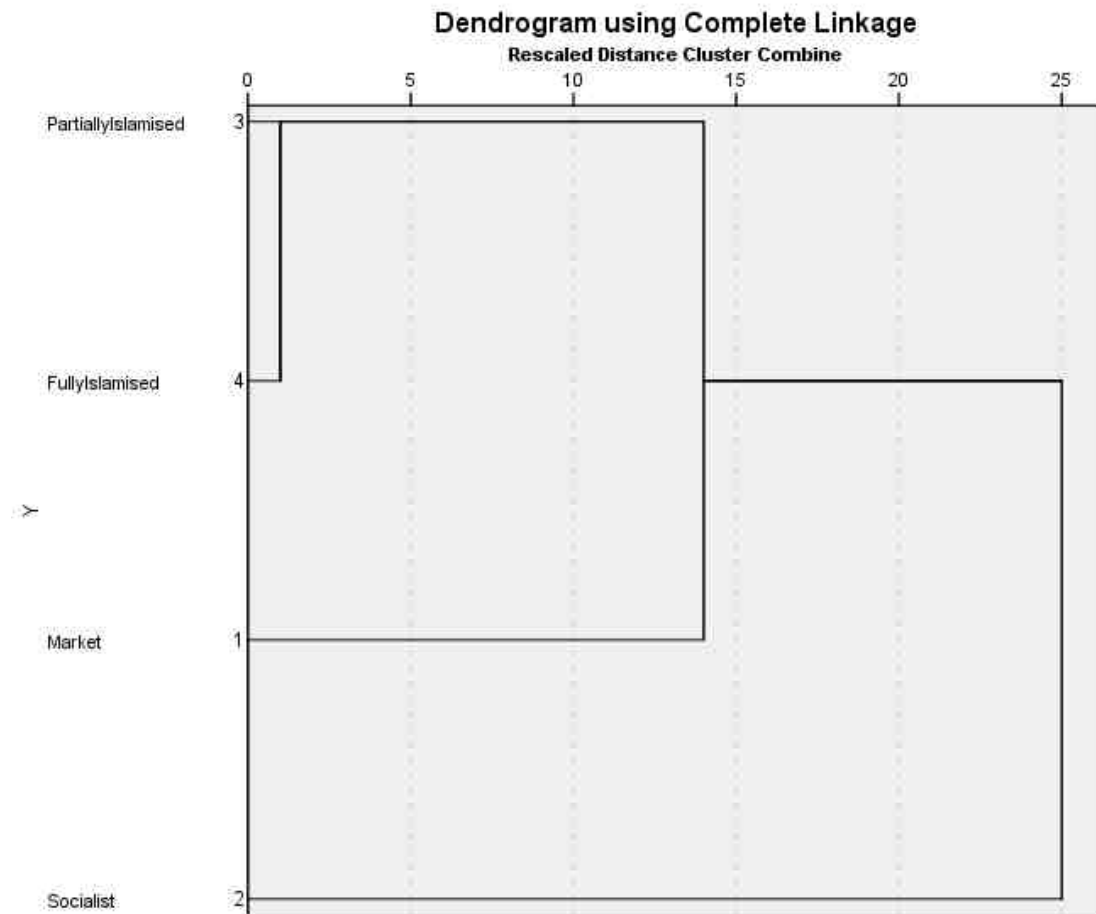 Dendrogram using Complete Linkage
Rescaled Distance Cluster Combine
0 5 10 15 20 25
PartiallyIslamised 3
FullyIslamised 4
Y
Market 1
Socialist 2